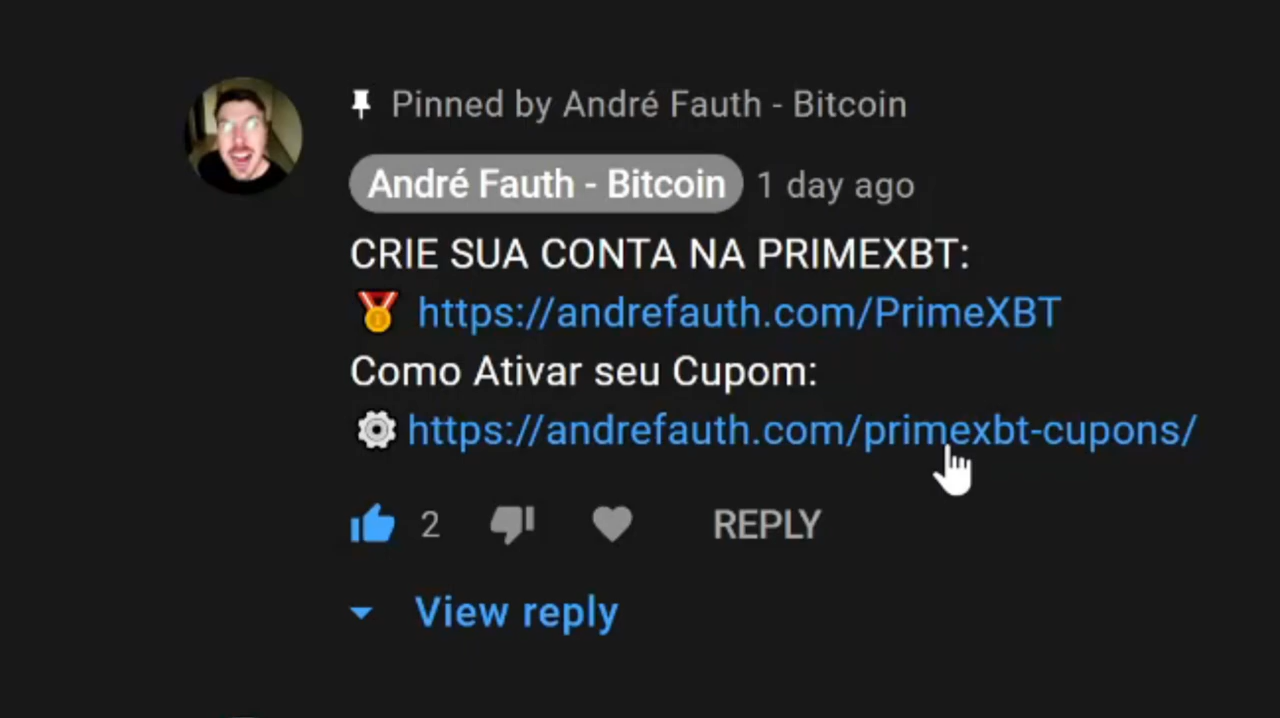 Pinned by André Fauth - Bitcoin
André Fauth - Bitcoin 1 day ago
CRIE SUA CONTA NA PRIMEXBT:
https://andrefauth.com/PrimeXBT
Como Ativar seu Cupom:
https://andrefauth.com/primexbt-cupons/
2 REPLY
View reply